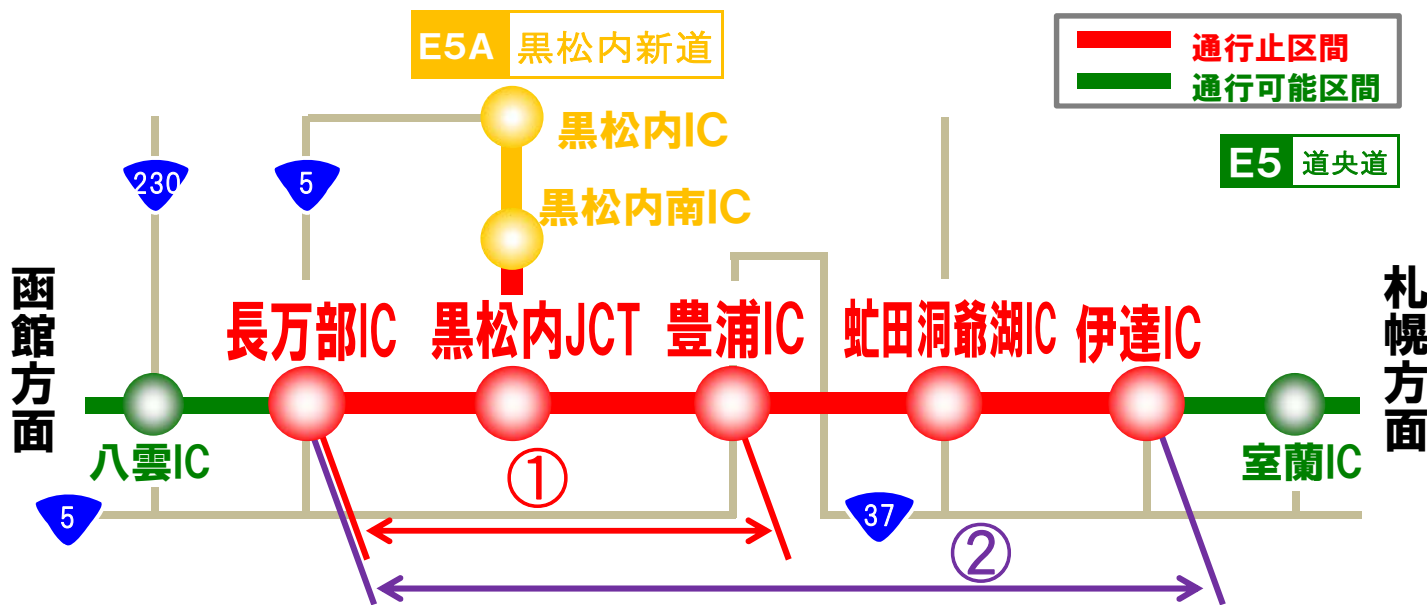 E5A 黒松内新道
通行止区間
通行可能区間
黒松内IC
E5 道央道
230
5
黒松内南IC
函館方面
札幌方面
長万部IC
黒松内JCT
豊浦IC
虻田洞爺湖IC
伊達IC
八雲IC
室蘭IC
①
5
37
②